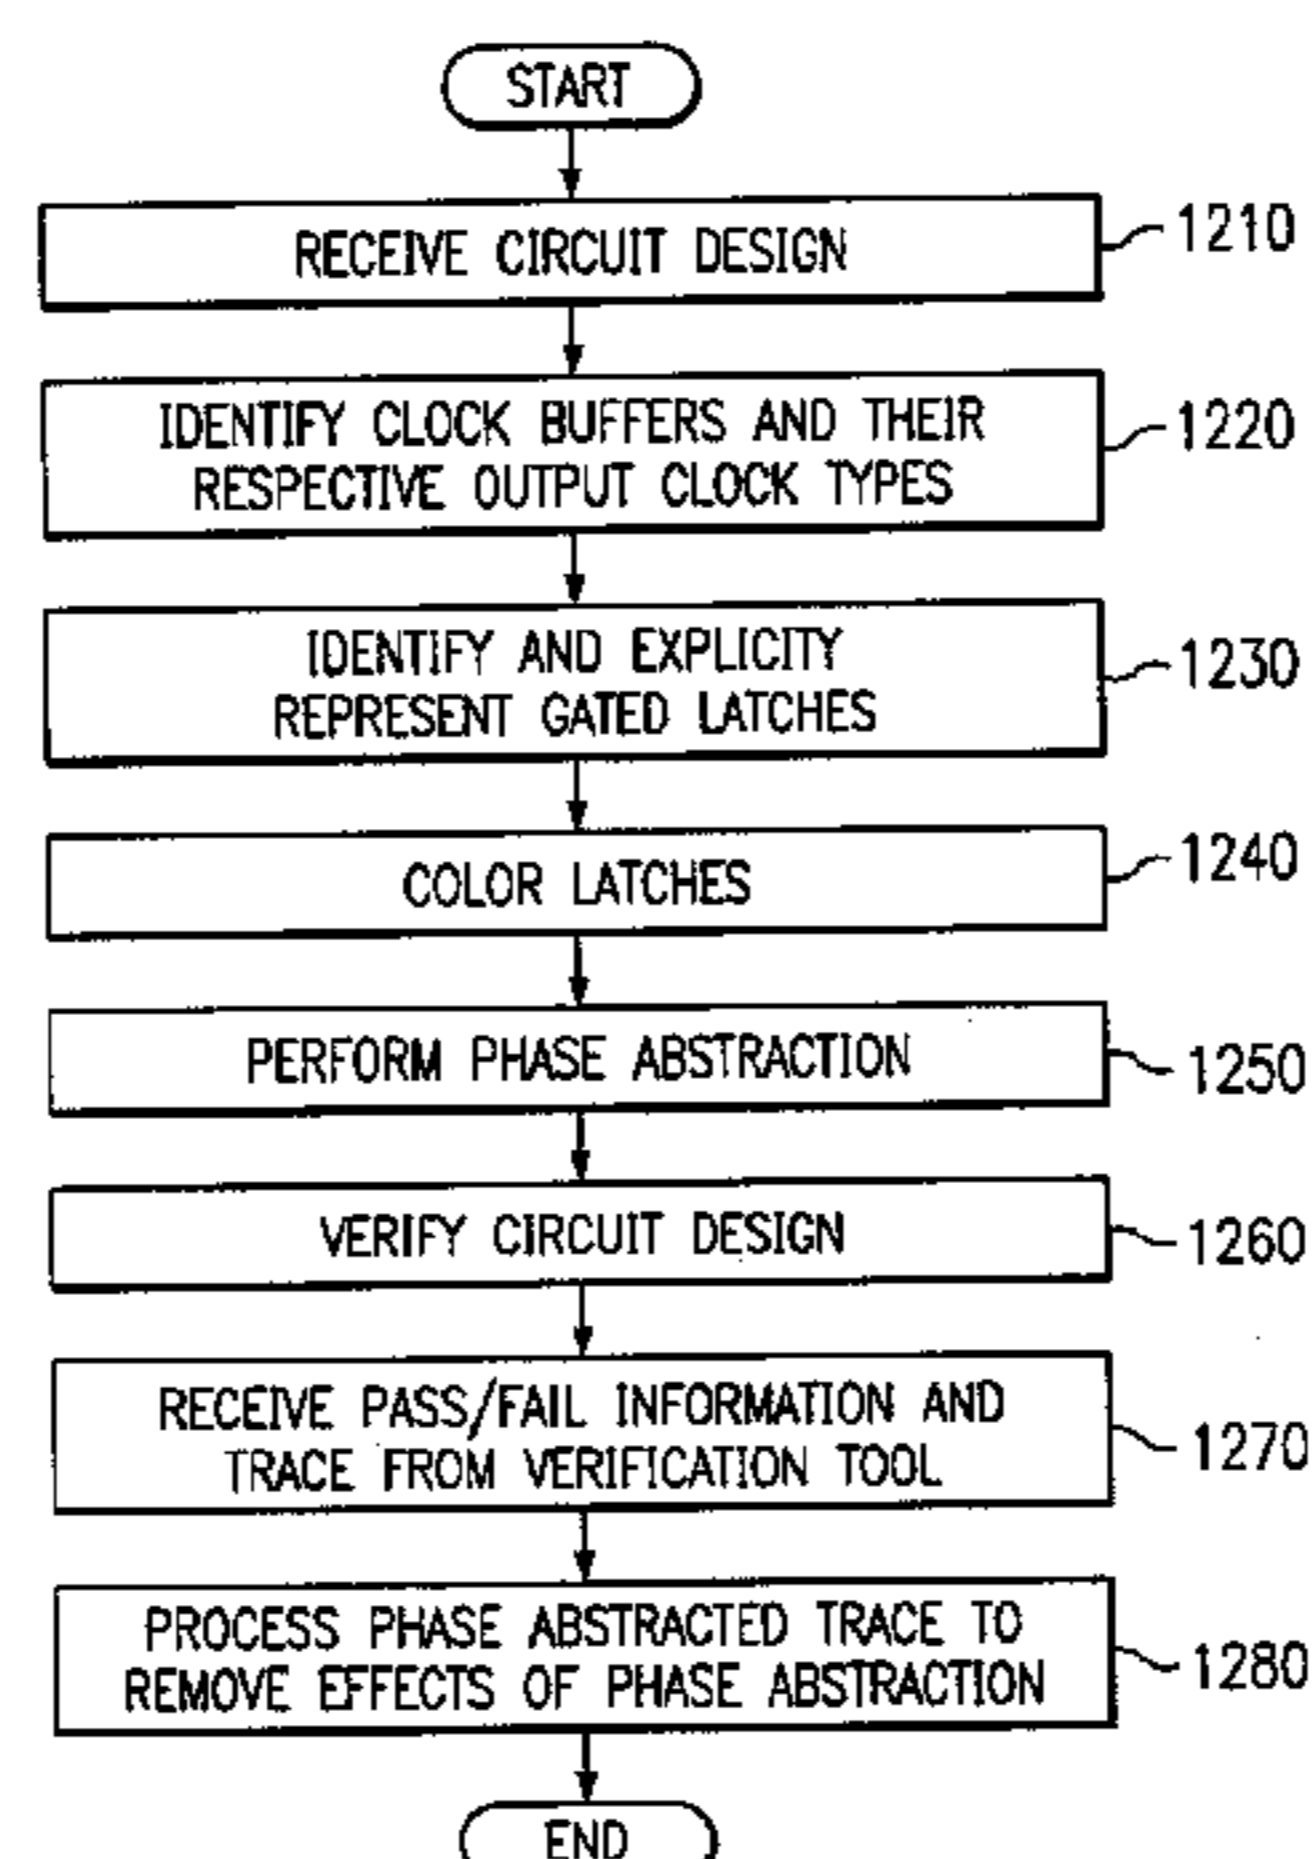 START
RECEIVE CIRCUIT DESIGN
1210
IDENTIFY CLOCK BUFFERS AND THEIR
RESPECTIVE OUTPUT CLOCK TYPES
1220
IDENTIFY AND EXPLICITY
REPRESENT GATED LATCHES
1230
COLOR LATCHES
1240
PERFORM PHASE ABSTRACTION
1250
VERIFY CIRCUIT DESIGN
1260
RECEIVE PASS/FAIL INFORMATION AND
TRACE FROM VERIFICATION TOOL
1270
PROCESS PHASE ABSTRACTED TRACE TO
REMOVE EFFECTS OF PHASE ABSTRACTION
1280
END